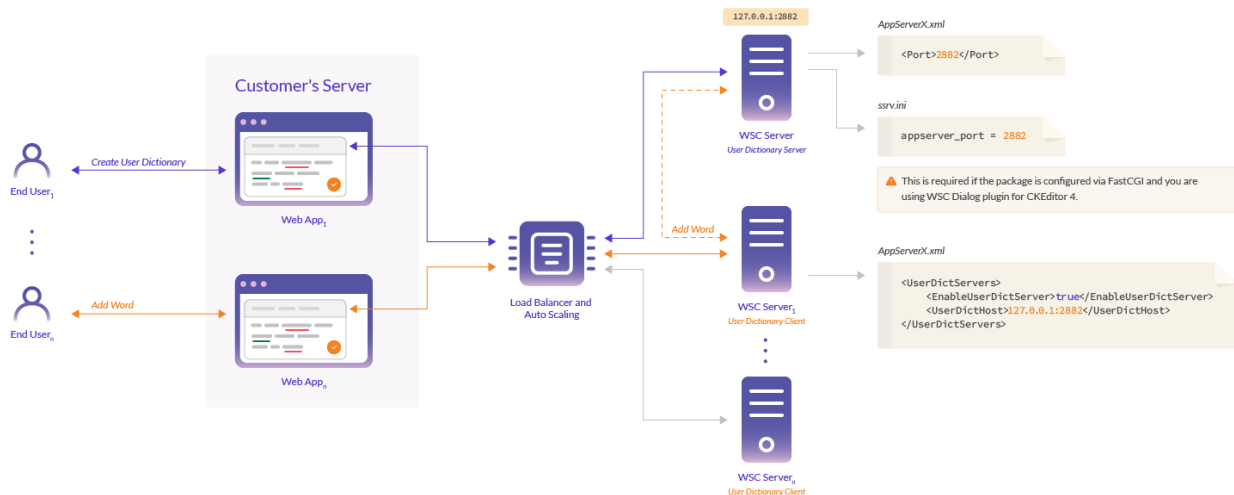 127.0.0.1:2882
AppServerX.xml
<Port>2882</Port>
Customer's Server
ssrv.ini
appserver_port = 2882
WSC Server
User Dictionary Server
Create User Dictionary
End User1
Web App1
This is required if the package is configured via FastCGI and you are
using WSC Dialog plugin for CKEditor 4.
Add Word
AppServerX.xml
<UserDictServers>
    <EnableUserDictServer>true</EnableUserDictServer>
    <UserDictHost>127.0.0.1:2882</UserDictHost>
</UserDictServers>
Add Word
End Usern
Load Balancer and
Auto Scaling
WSC Server1
User Dictionary Client
Web Appn
WSC Servern
User Dictionary Client